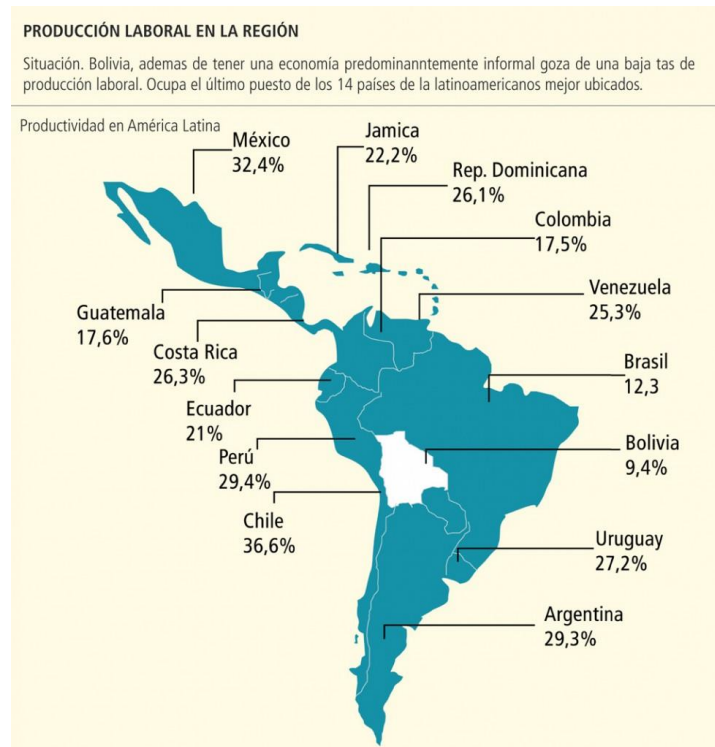 PRODUCCIÓN LABORAL EN LA REGIÓN
Situación. Bolivia, ademas de tener una economía predominanntemente informal goza de una baja tas de
producción laboral. Ocupa el último puesto de los 14 países de la latinoamericanos mejor ubicados.
Productividad en América Latina
México
32,4%
Jamica
22,2%
Rep. Dominicana
26,1%
Colombia
17,5%
Venezuela
25,3%
Guatemala
17,6%
Costa Rica
26,3%
Brasil
12,3
Ecuador
21%
Bolivia
9,4%
Perú
29,4%
Chile
36,6%
Uruguay
27,2%
Argentina
29,3%